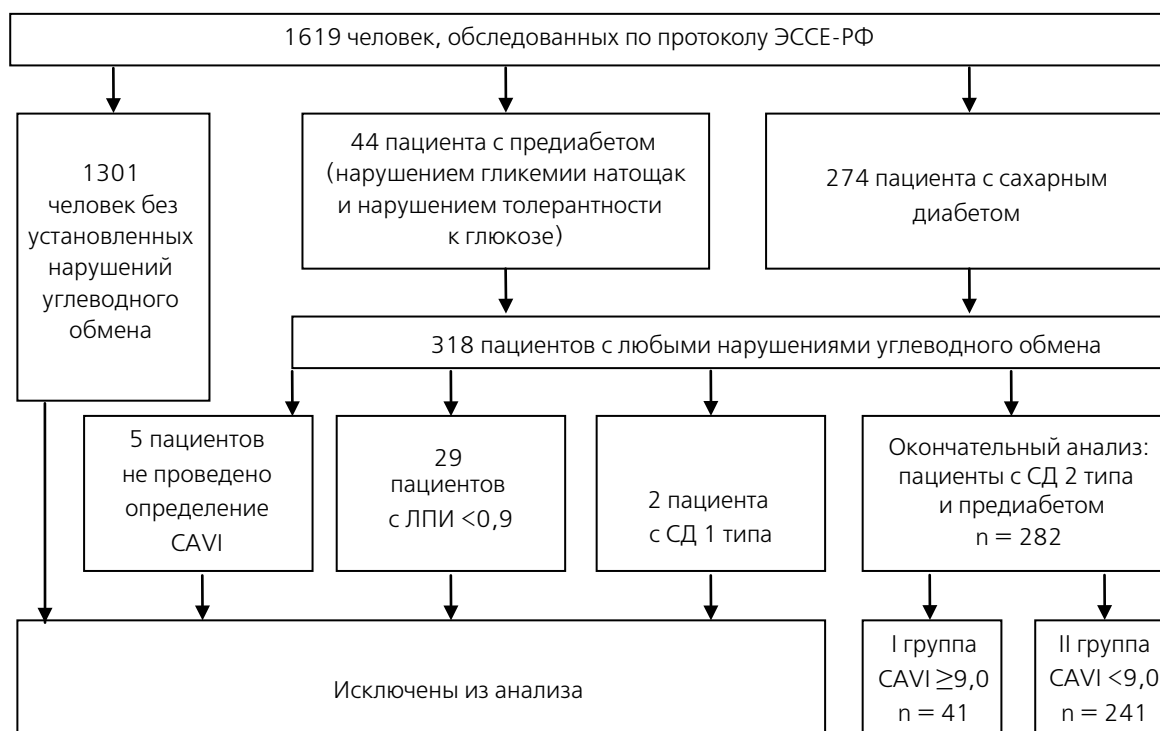 1619 человек, обследованных по протоколу ЭССЕ-РФ
1301
человек без
установленных
нарушений
углеводного
обмена
44 пациента с предиабетом
(нарушением гликемии натощак
и нарушением толерантности
к глюкозе)
274 пациента с сахарным
диабетом
318 пациентов с любыми нарушениями углеводного обмена
5 пациентов
не проведено
определение
CAVI
29
пациентов
с ЛПИ <0,9
2 пациента
с СД 1 типа
Окончательный анализ:
пациенты с СД 2 типа
и предиабетом
n = 282
Исключены из анализа
I группа
CAVI ≥9,0
n = 41
II группа
CAVI <9,0
n = 241